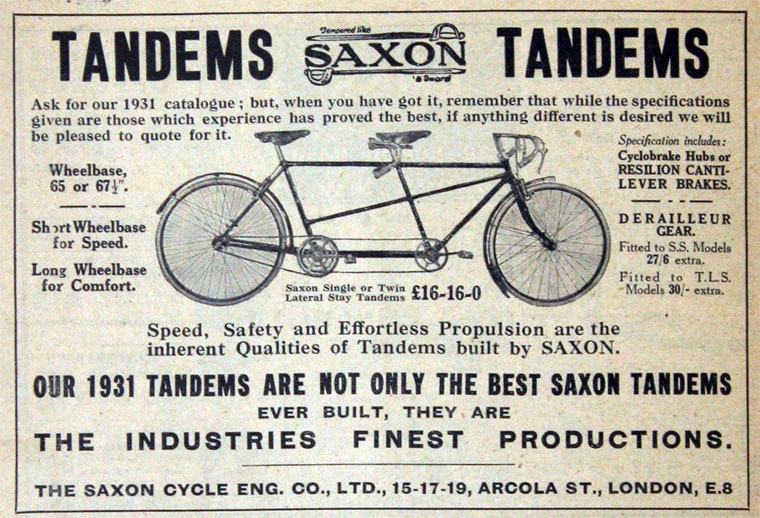 TANDEMS
Tempered like
SAXON
a Sword
TANDEMS
Ask for our 1931 catalogue ; but, when you have got it, remember that while the specifications
given are those which experience has proved the best, if anything different is desired we will
be pleased to quote for it.
Wheelbase,
65 or 67½".
Short Wheelbase
for Speed.
Long Wheelbase
for Comfort.
Specification includes:
Cyclobrake Hubs or
RESILION CANTI-
LEVER BRAKES.
DERAILLEUR
GEAR.
Fitted to S.S. Models
27/6 extra.
Fitted to T.L.S.
Models 30/- extra.
Saxon Single or Twin
Lateral Stay Tandems £16-16-0
Speed, Safety and Effortless Propulsion are the
inherent Qualities of Tandems built by SAXON.
OUR 1931 TANDEMS ARE NOT ONLY THE BEST SAXON TANDEMS
EVER BUILT, THEY ARE
THE INDUSTRIES FINEST PRODUCTIONS.
THE SAXON CYCLE ENG. CO., LTD., 15-17-19, ARCOLA ST., LONDON, E.8